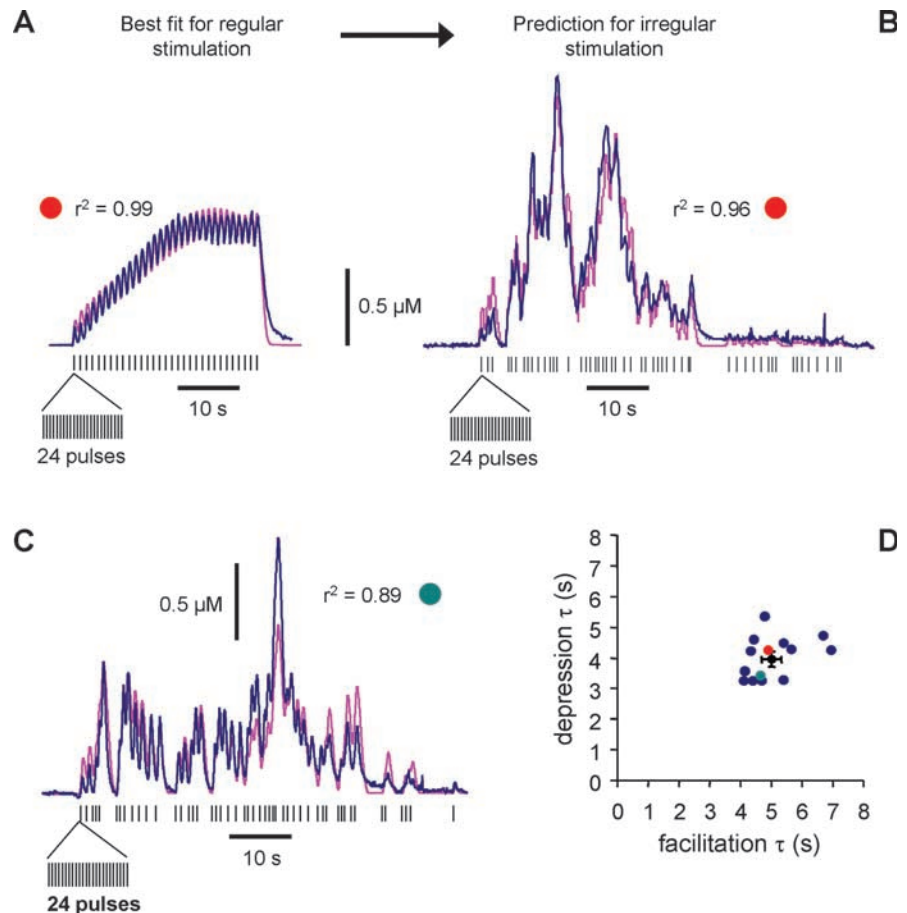 A
Best fit for regular
stimulation
Prediction for irregular
stimulation
B
r² = 0.99
r² = 0.96
0.5 µM
10 s
10 s
24 pulses
24 pulses
C
0.5 µM
r² = 0.89
10 s
24 pulses
D
depression τ (s)
8
7
6
5
4
3
2
1
0
0 1 2 3 4 5 6 7 8
facilitation τ (s)